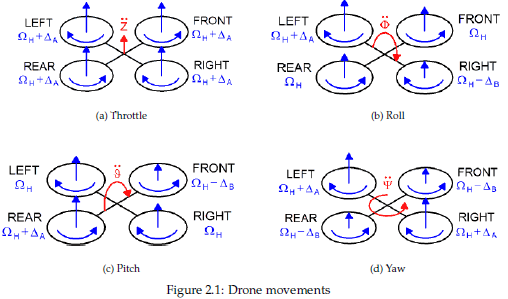 LEFT
Ω_H+Δ_A
FRONT
Ω_H+Δ_A
Z̈
REAR
Ω_H+Δ_A
RIGHT
Ω_H+Δ_A
(a) Throttle
LEFT
Ω_H+Δ_A
FRONT
Ω_H
Φ̈
REAR
Ω_H
RIGHT
Ω_H−Δ_B
(b) Roll
LEFT
Ω_H
FRONT
Ω_H−Δ_B
ϑ̈
REAR
Ω_H+Δ_A
RIGHT
Ω_H
(c) Pitch
LEFT
Ω_H+Δ_A
FRONT
Ω_H−Δ_B
Ψ̈
REAR
Ω_H−Δ_B
RIGHT
Ω_H+Δ_A
(d) Yaw
Figure 2.1: Drone movements